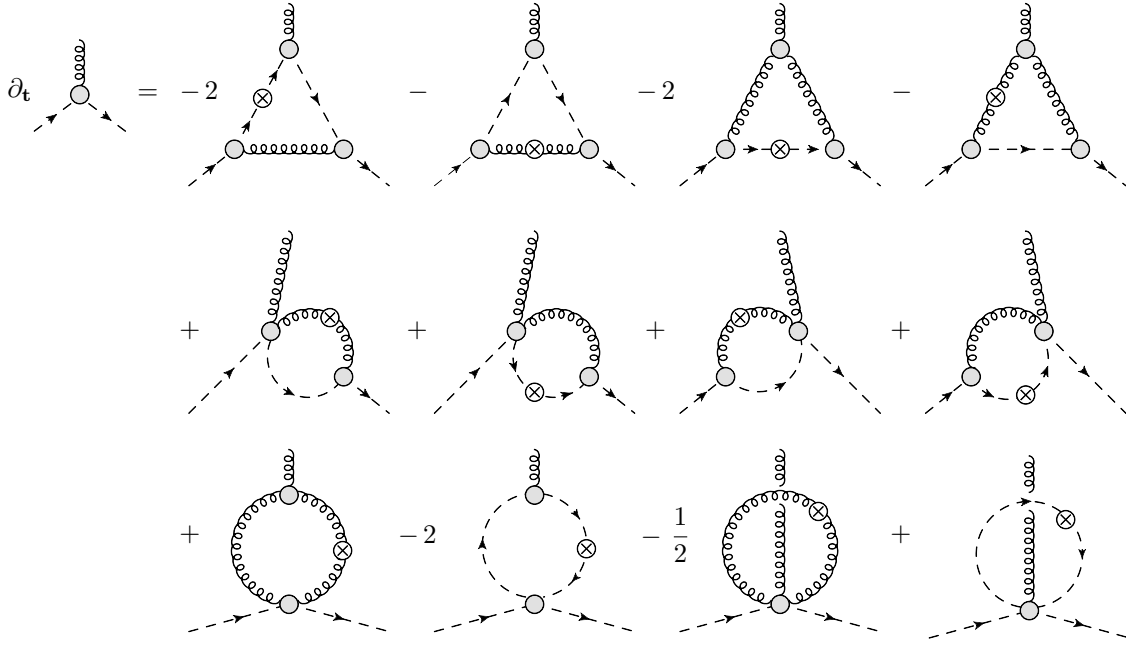 ∂ₜ = − 2 − − 2 −
+ + + +
+ − 2 − 1/2 +